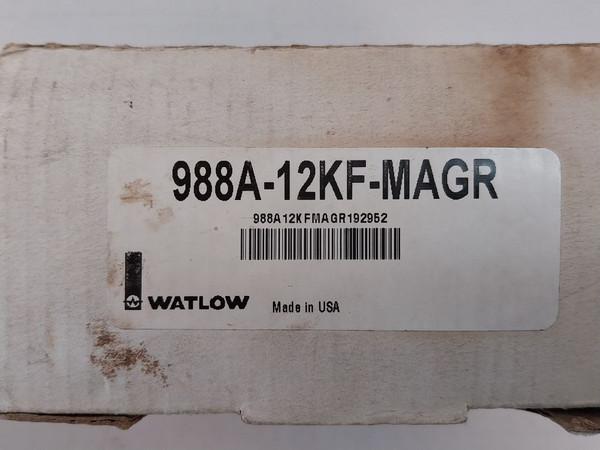 988A-12KF-MAGR
988A12KFMAGR192952
WATLOW
Made in USA